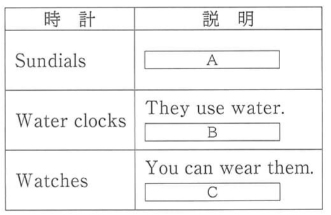 時 計 説 明
Sundials A
Water clocks They use water.
B
Watches You can wear them.
C